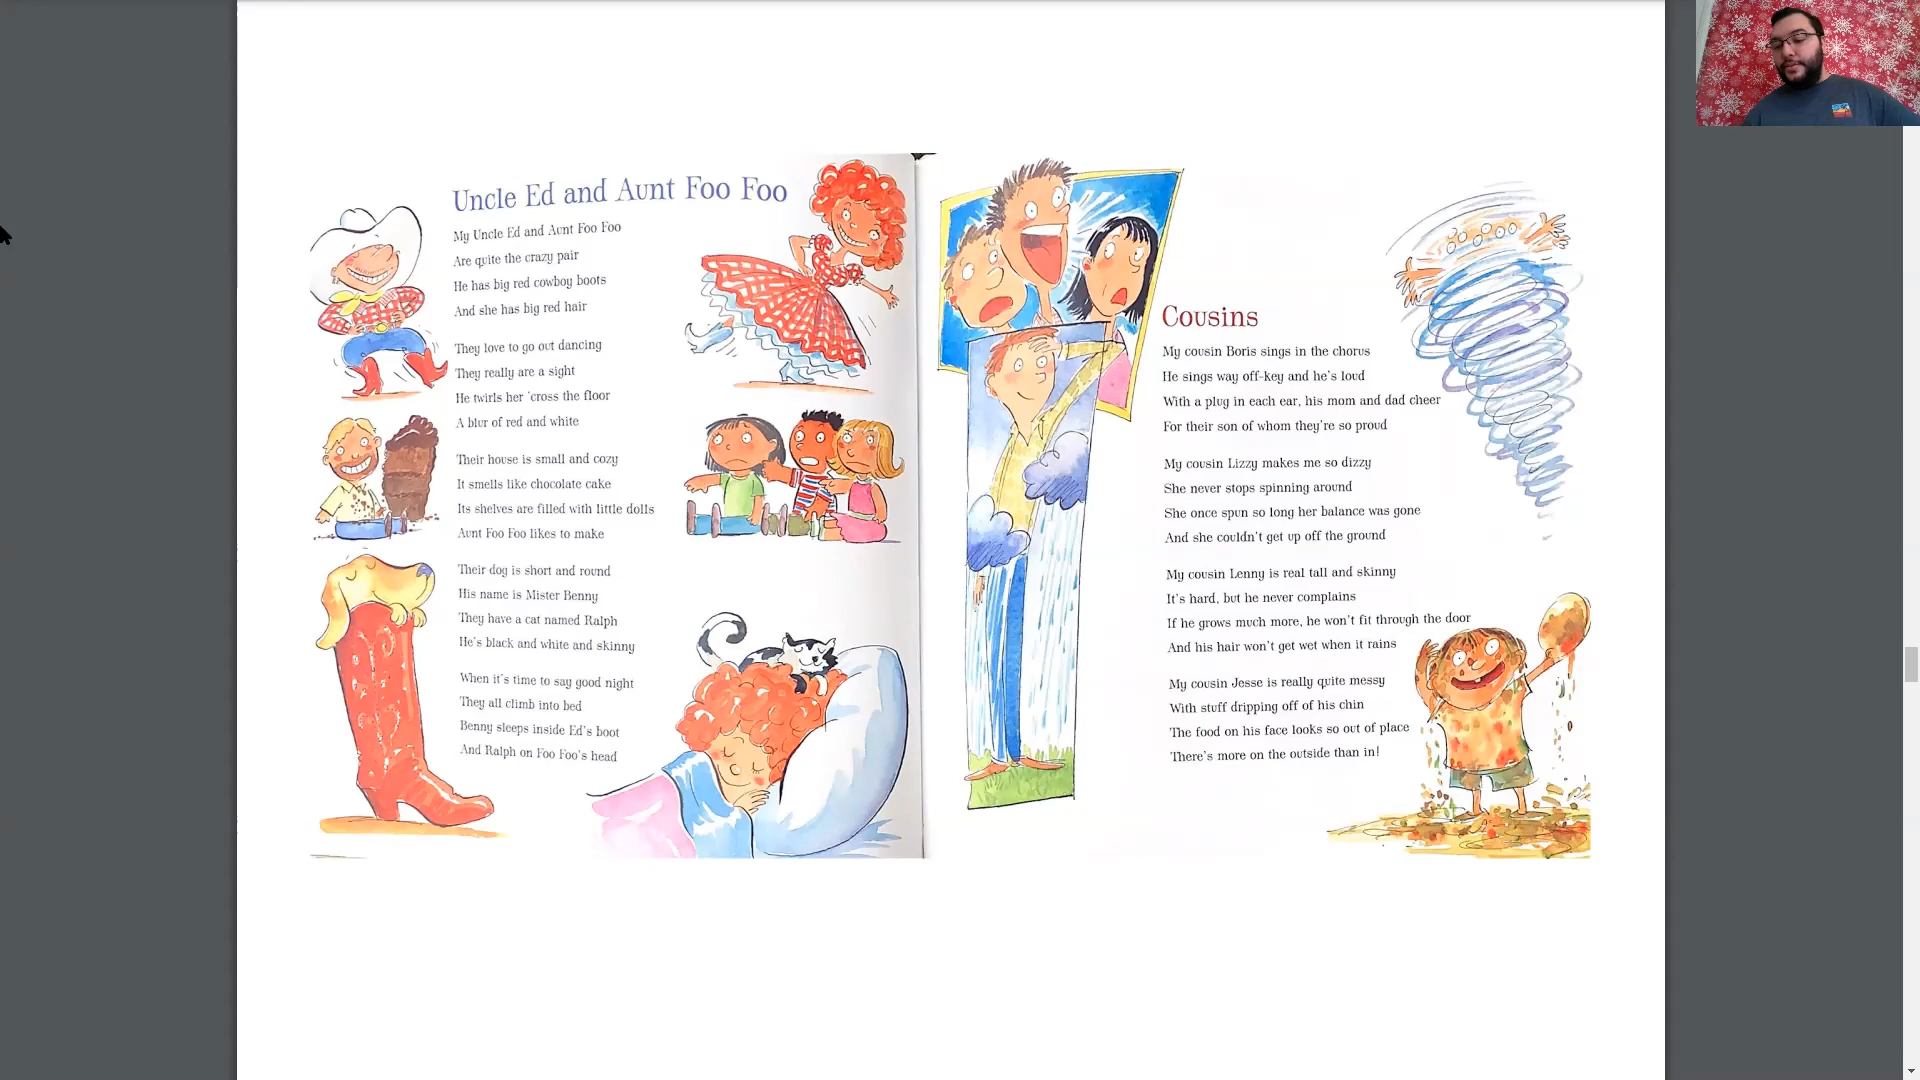 Uncle Ed and Aunt Foo Foo
My Uncle Ed and Aunt Foo Foo
Are quite the crazy pair
He has big red cowboy boots
And she has big red hair
They love to go out dancing
They really are a sight
He twirls her 'cross the floor
A blur of red and white
Their house is small and cozy
It smells like chocolate cake
Its shelves are filled with little dolls
Aunt Foo Foo likes to make
Their dog is short and round
His name is Mister Benny
They have a cat named Ralph
He's black and white and skinny
When it's time to say good night
They all climb into bed
Benny sleeps inside Ed's boot
And Ralph on Foo Foo's head
Cousins
My cousin Boris sings in the chorus
He sings way off-key and he's loud
With a plug in each ear, his mom and dad cheer
For their son of whom they're so proud
My cousin Lizzy makes me so dizzy
She never stops spinning around
She once spun so long her balance was gone
And she couldn't get up off the ground
My cousin Lenny is real tall and skinny
It's hard, but he never complains
If he grows much more, he won't fit through the door
And his hair won't get wet when it rains
My cousin Jesse is really quite messy
With stuff dripping off of his chin
The food on his face looks so out of place
There's more on the outside than in!